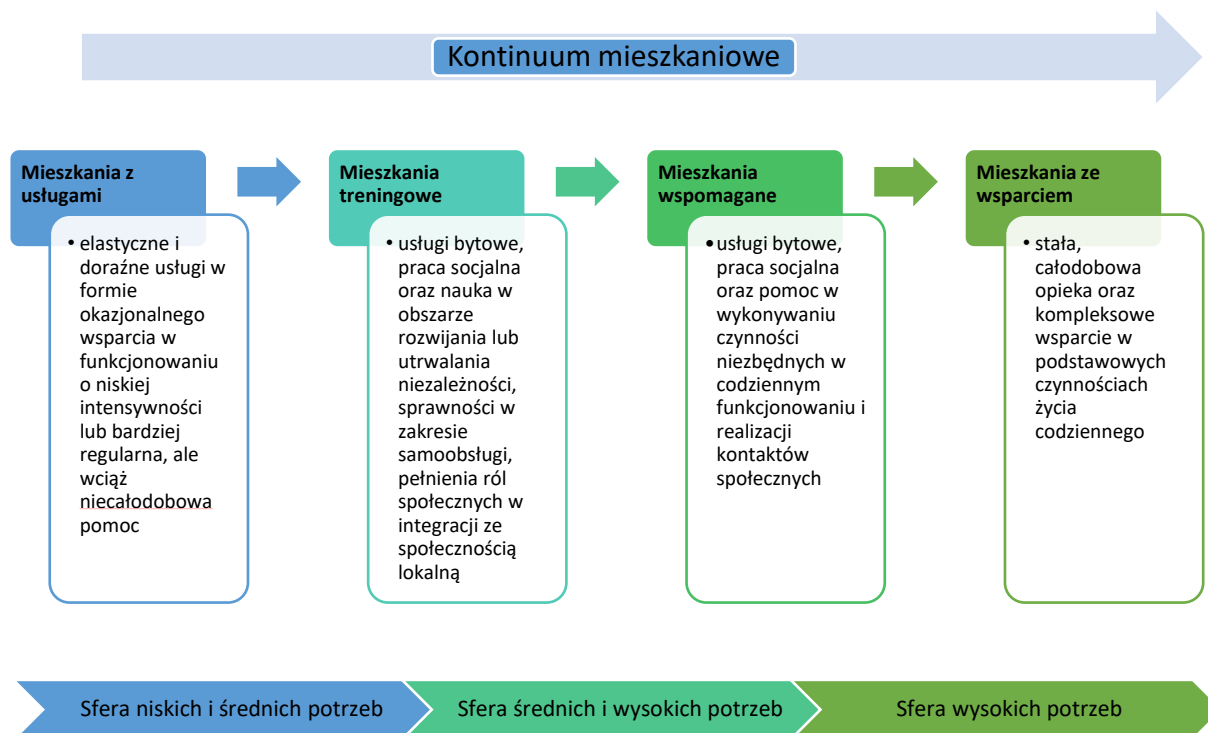 Kontinuum mieszkaniowe
Mieszkania z
usługami
• elastyczne i
doraźne usługi w
formie
okazjonalnego
wsparcia w
funkcjonowaniu
o niskiej
intensywności
lub bardziej
regularna, ale
wciąż
niecałodobowa
pomoc
Mieszkania
treningowe
• usługi bytowe,
praca socjalna
oraz nauka w
obszarze
rozwijania lub
utrwalania
niezależności,
sprawności w
zakresie
samoobsługi,
pełnienia ról
społecznych w
integracji ze
społecznością
lokalną
Mieszkania
wspomagane
• usługi bytowe,
praca socjalna
oraz pomoc w
wykonywaniu
czynności
niezbędnych w
codziennym
funkcjonowaniu i
realizacji
kontaktów
społecznych
Mieszkania ze
wsparciem
• stała,
całodobowa
opieka oraz
kompleksowe
wsparcie w
podstawowych
czynnościach
życia
codziennego
Sfera niskich i średnich potrzeb
Sfera średnich i wysokich potrzeb
Sfera wysokich potrzeb